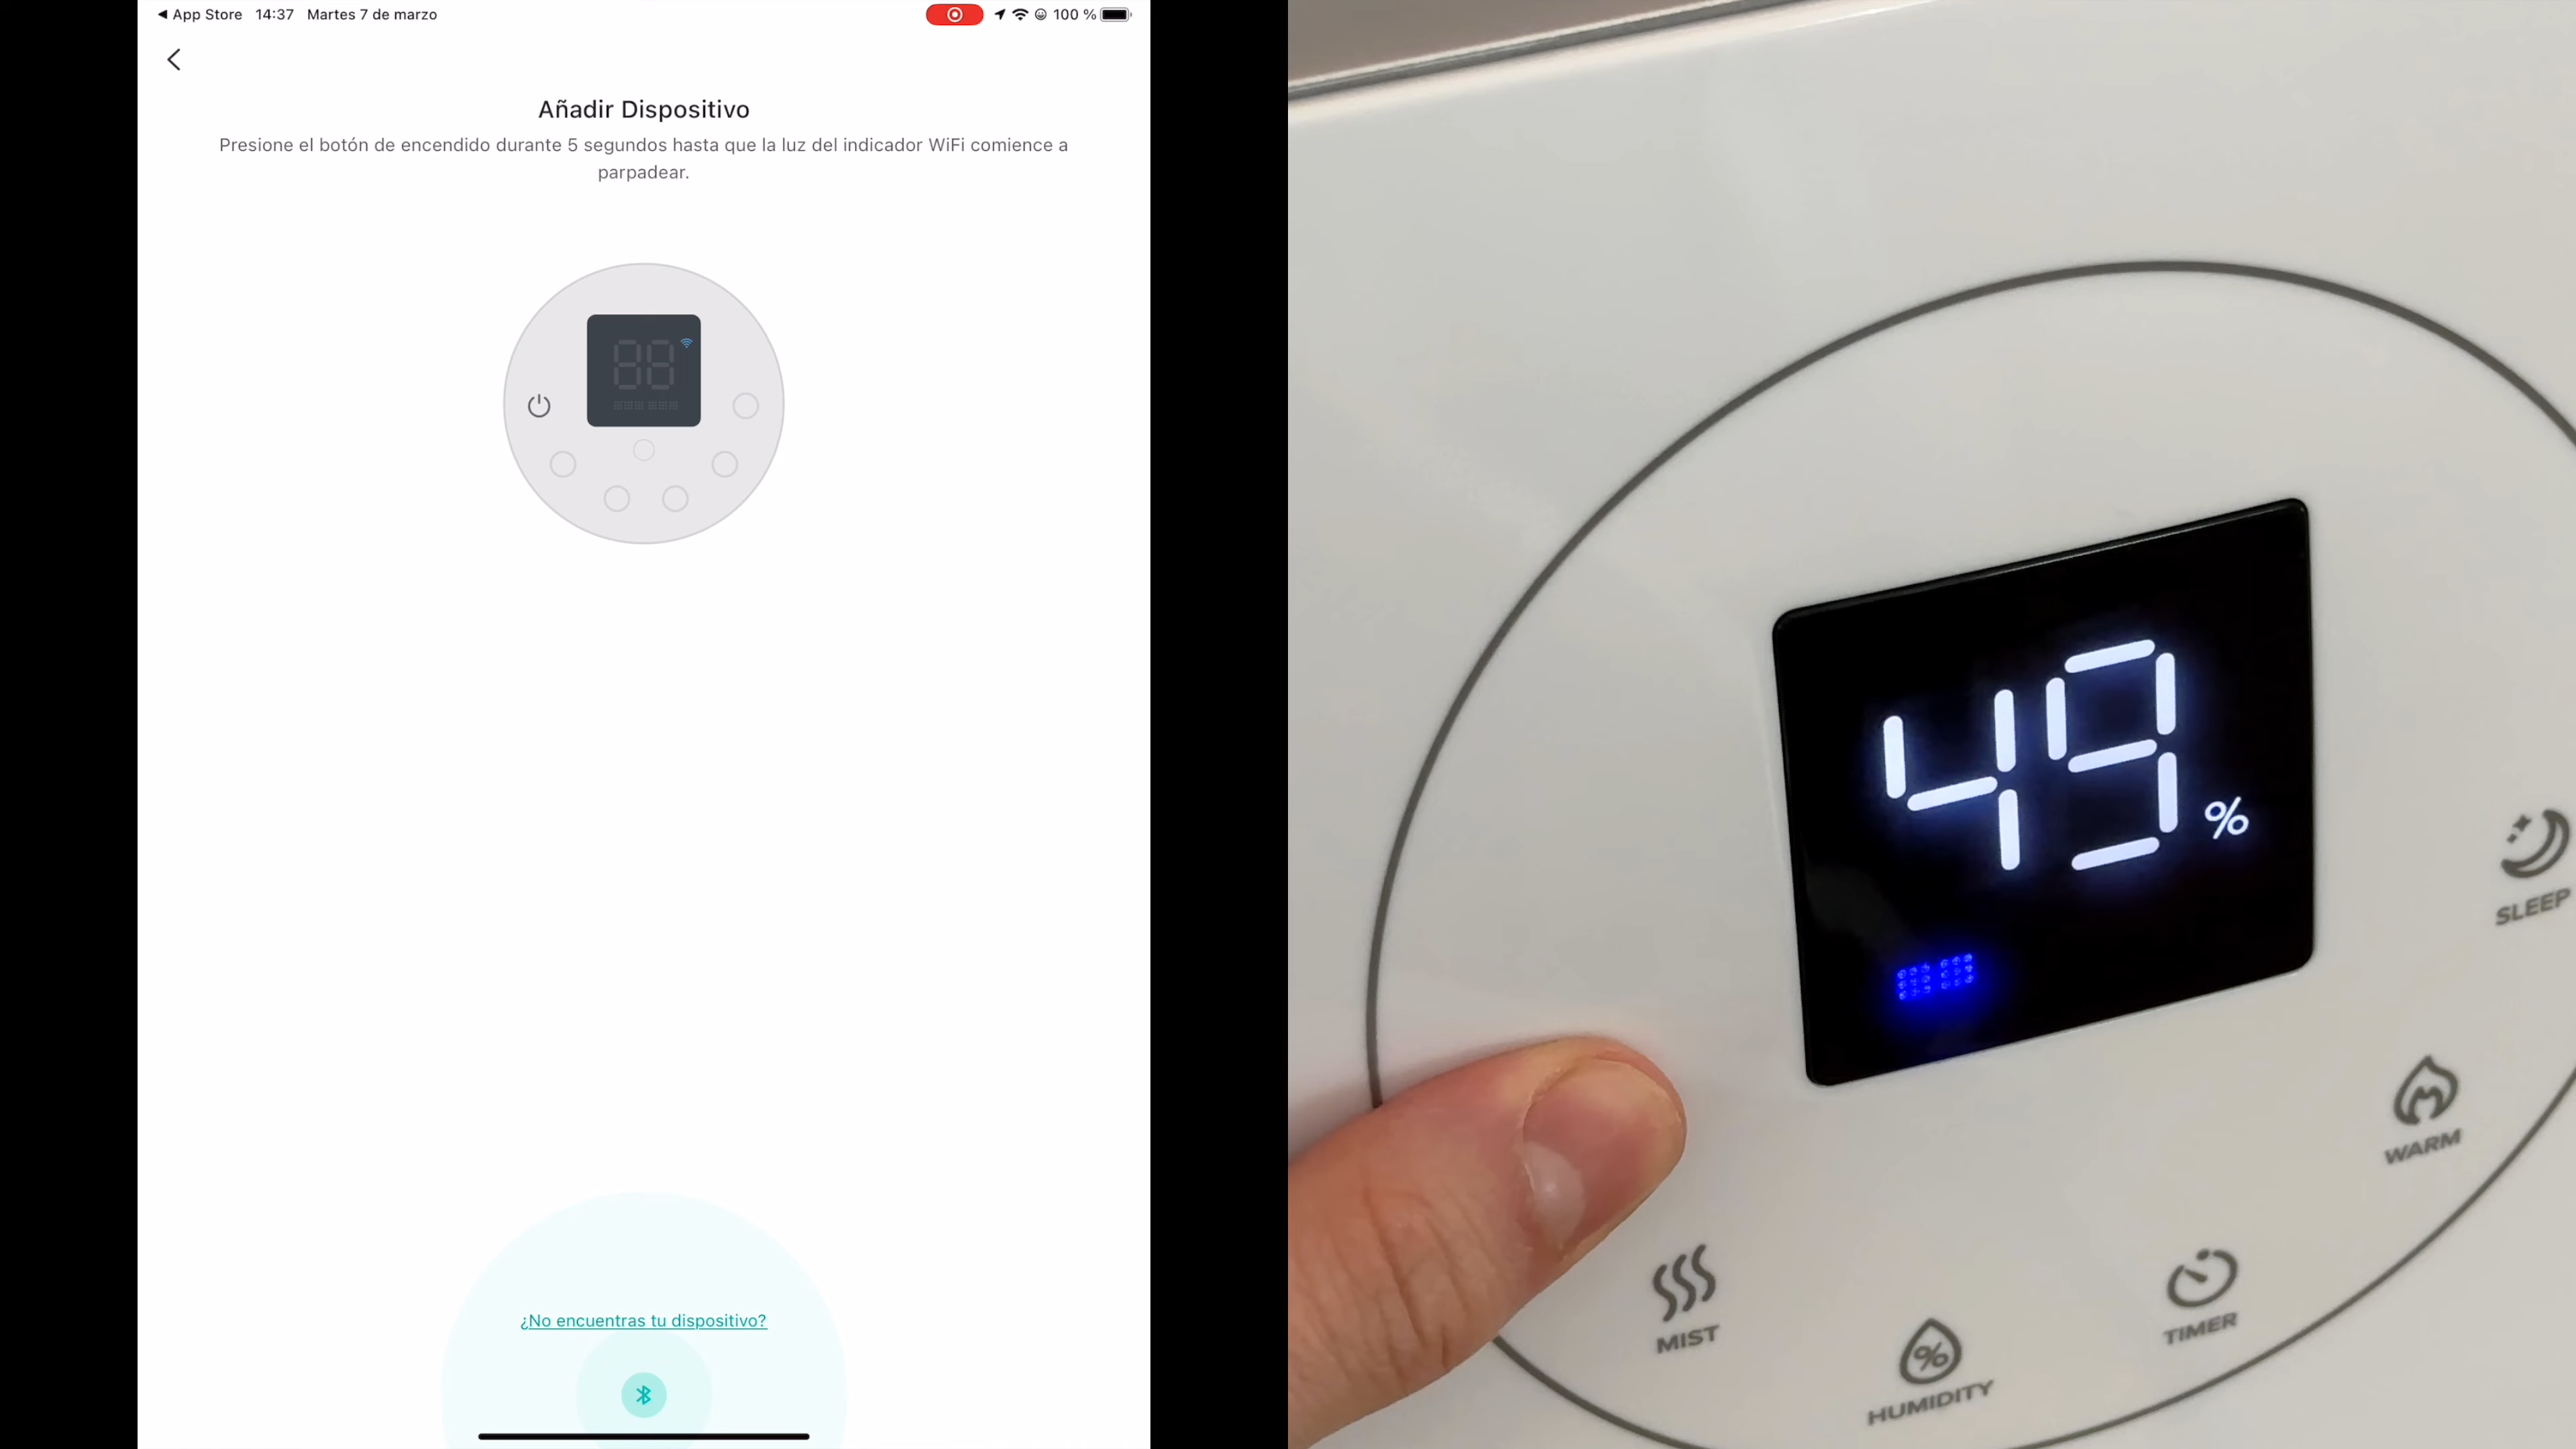 ◀ App Store 14:37 Martes 7 de marzo 100 %
Añadir Dispositivo
Presione el botón de encendido durante 5 segundos hasta que la luz del indicador WiFi comience a
parpadear.
88
¿No encuentras tu dispositivo?
49 %
SLEEP
WARM
TIMER
MIST
% 
HUMIDITY